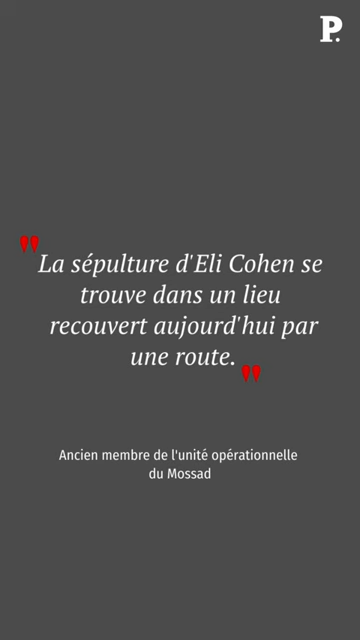 P.
"La sépulture d'Eli Cohen se
trouve dans un lieu
recouvert aujourd'hui par
une route."
Ancien membre de l'unité opérationnelle
du Mossad